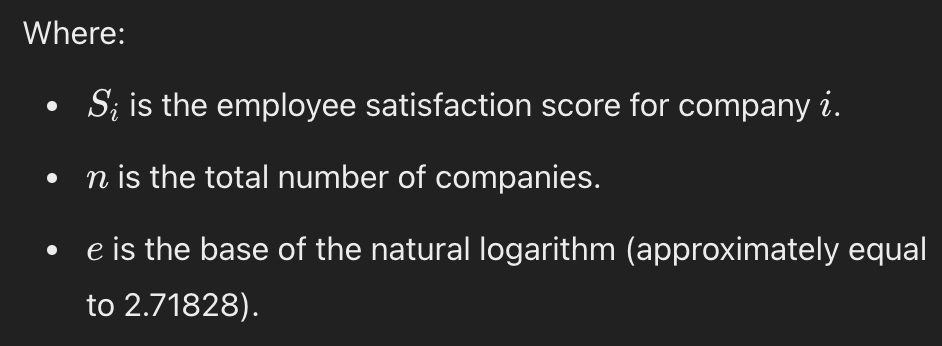 Where:
• Sᵢ is the employee satisfaction score for company i.
• n is the total number of companies.
• e is the base of the natural logarithm (approximately equal
to 2.71828).